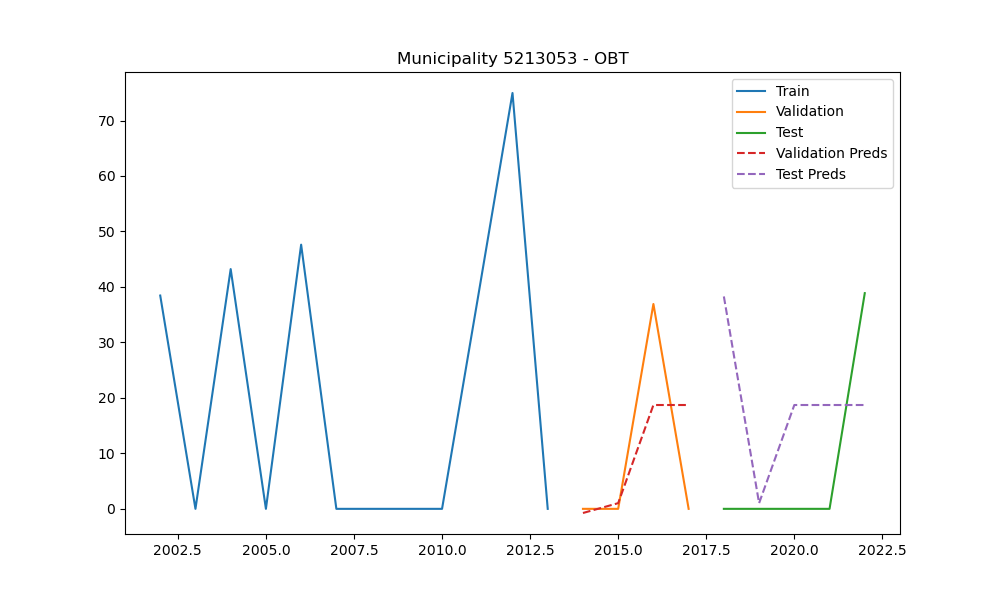 Municipality 5213053 - OBT
Train
Validation
Test
Validation Preds
Test Preds
70
60
50
40
30
20
10
0
2002.5 2005.0 2007.5 2010.0 2012.5 2015.0 2017.5 2020.0 2022.5